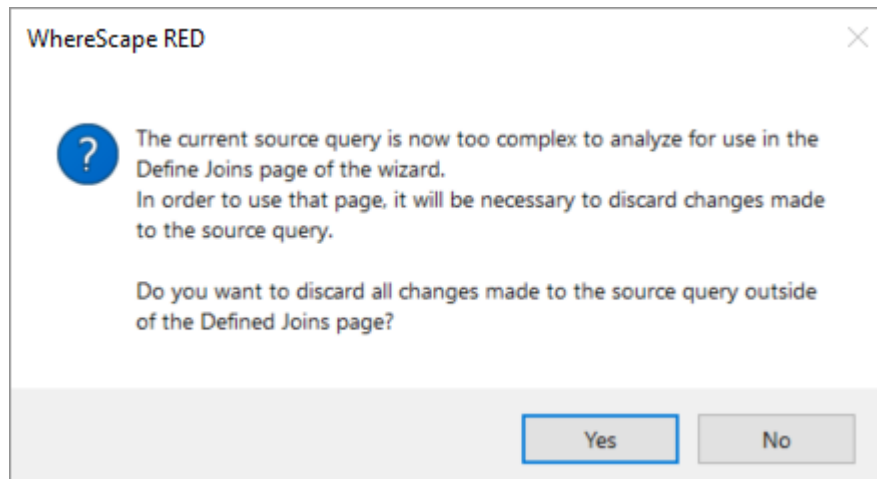 WhereScape RED
?
The current source query is now too complex to analyze for use in the
Define Joins page of the wizard.
In order to use that page, it will be necessary to discard changes made
to the source query.
Do you want to discard all changes made to the source query outside
of the Defined Joins page?
Yes
No